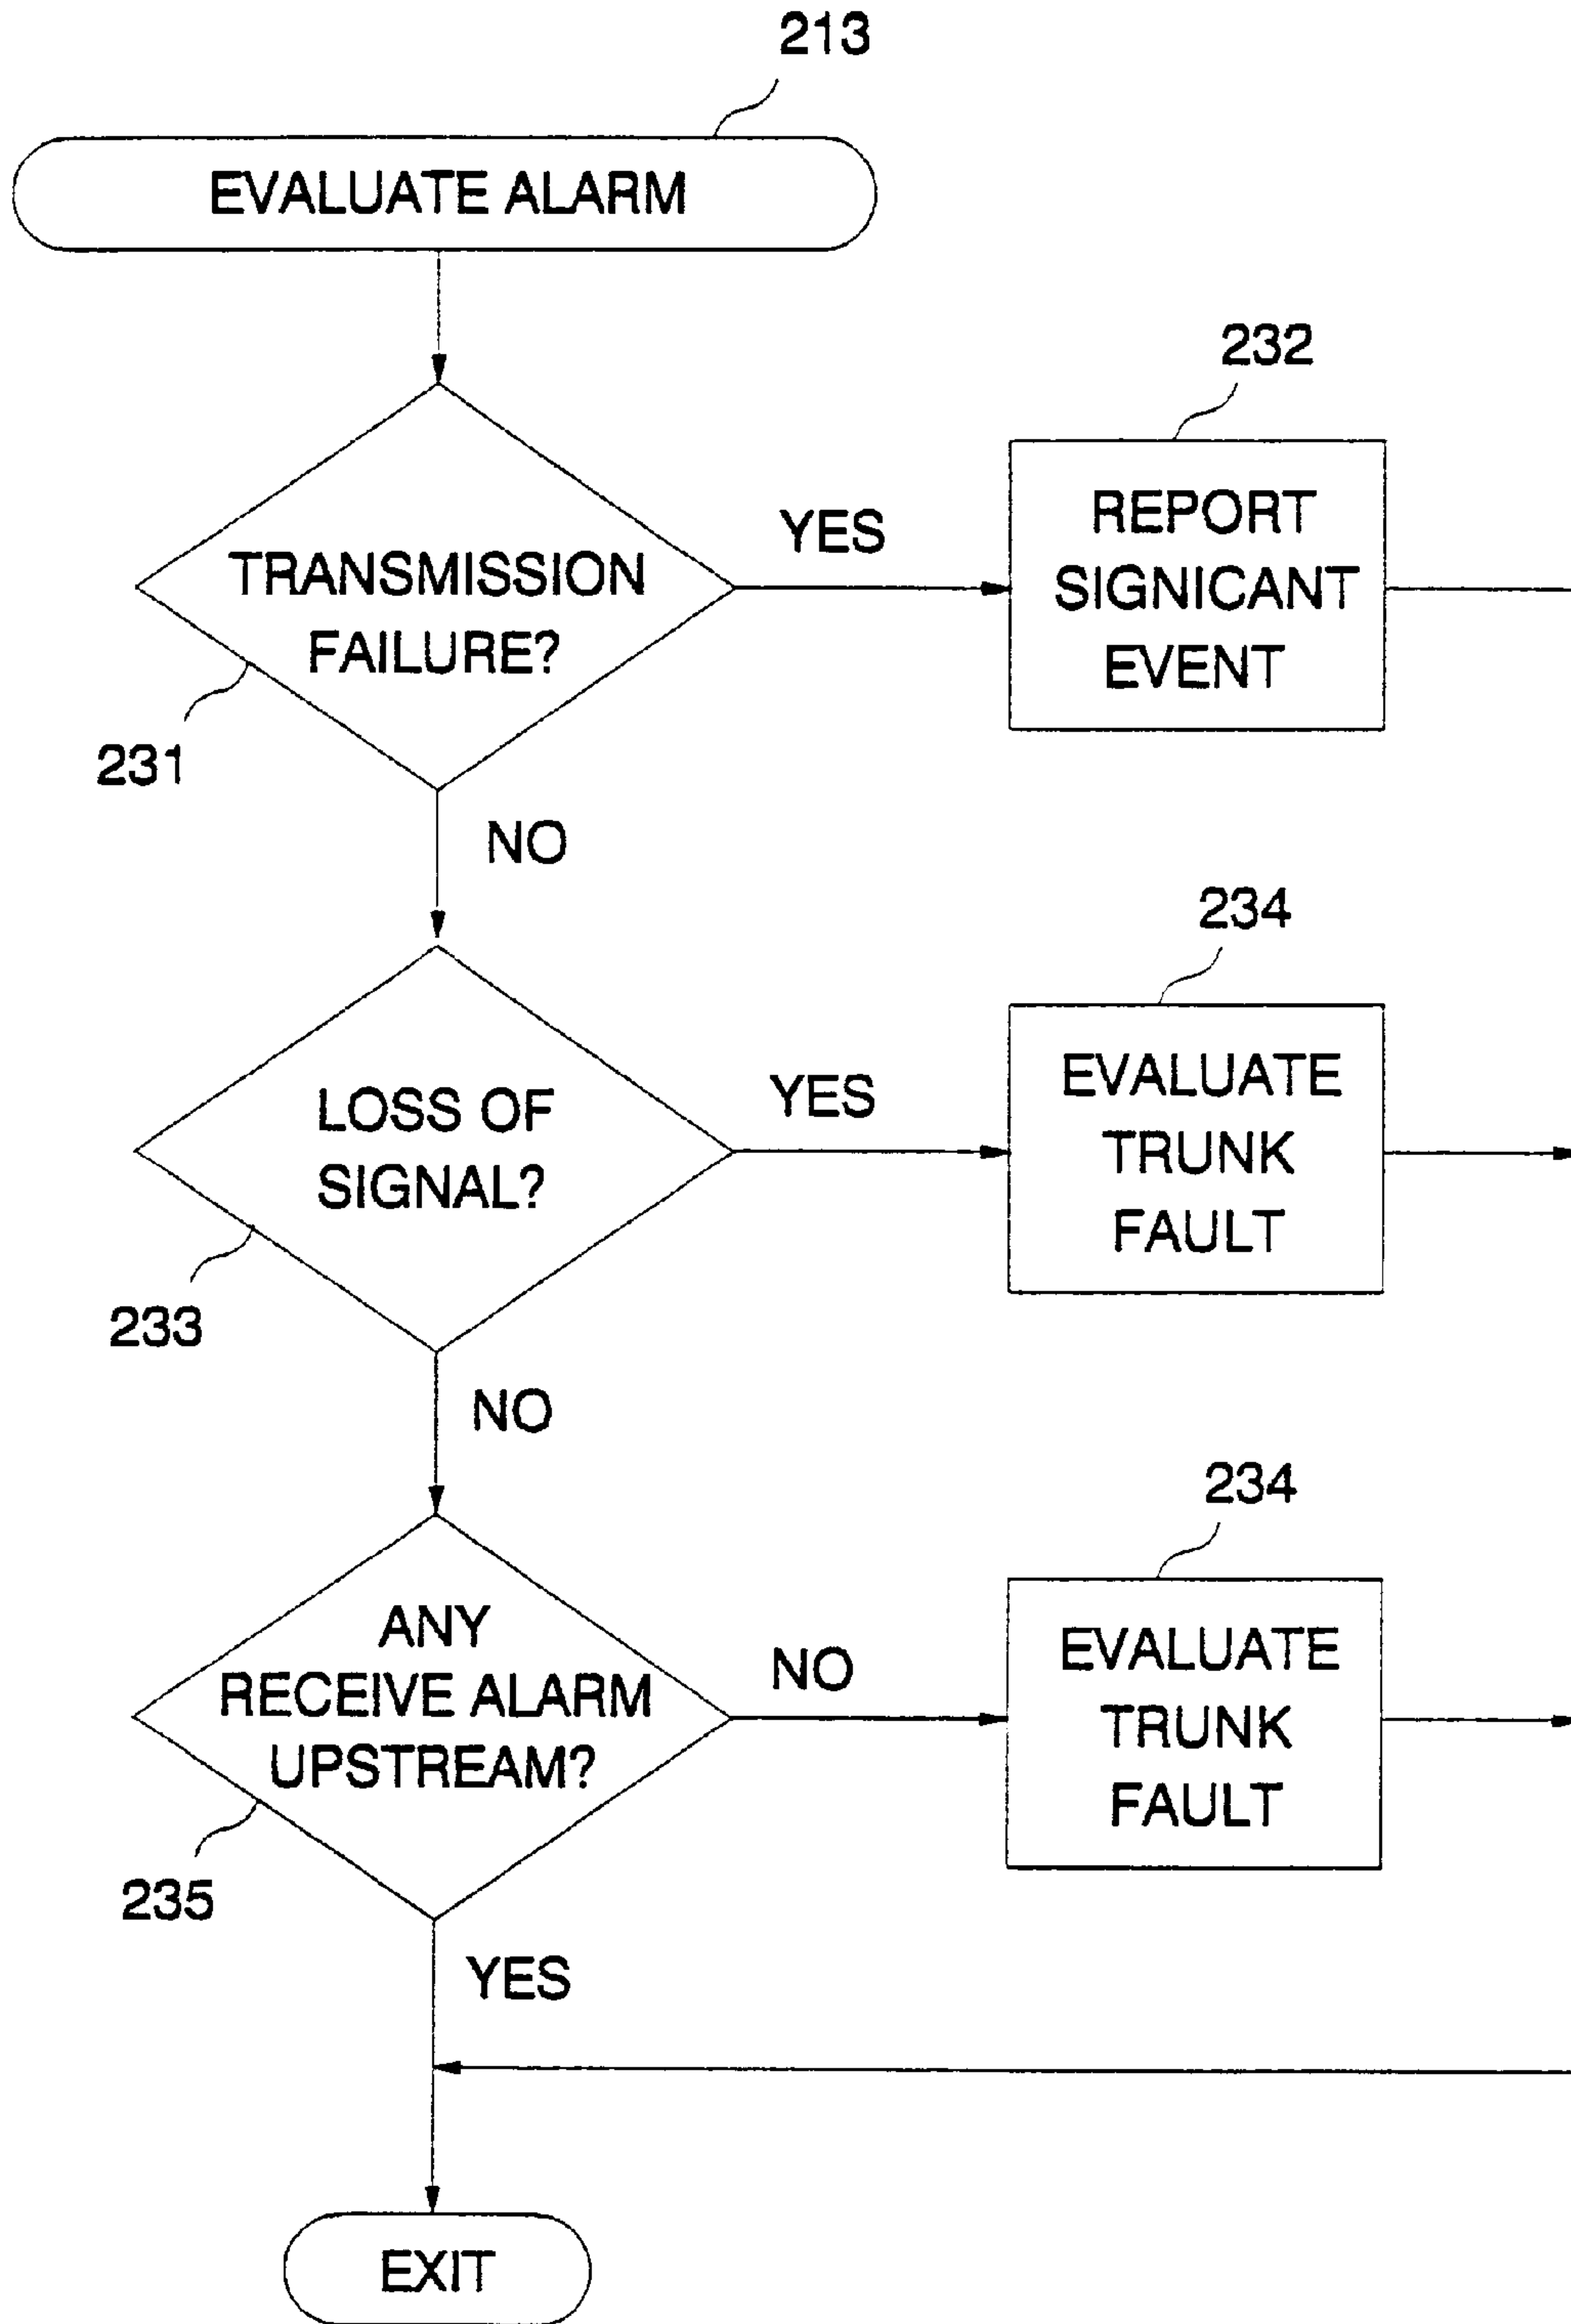 213
EVALUATE ALARM
232
REPORT
SIGNICANT
EVENT
YES
TRANSMISSION
FAILURE?
231
NO
234
EVALUATE
TRUNK
FAULT
YES
LOSS OF
SIGNAL?
233
NO
234
EVALUATE
TRUNK
FAULT
NO
ANY
RECEIVE ALARM
UPSTREAM?
235
YES
EXIT